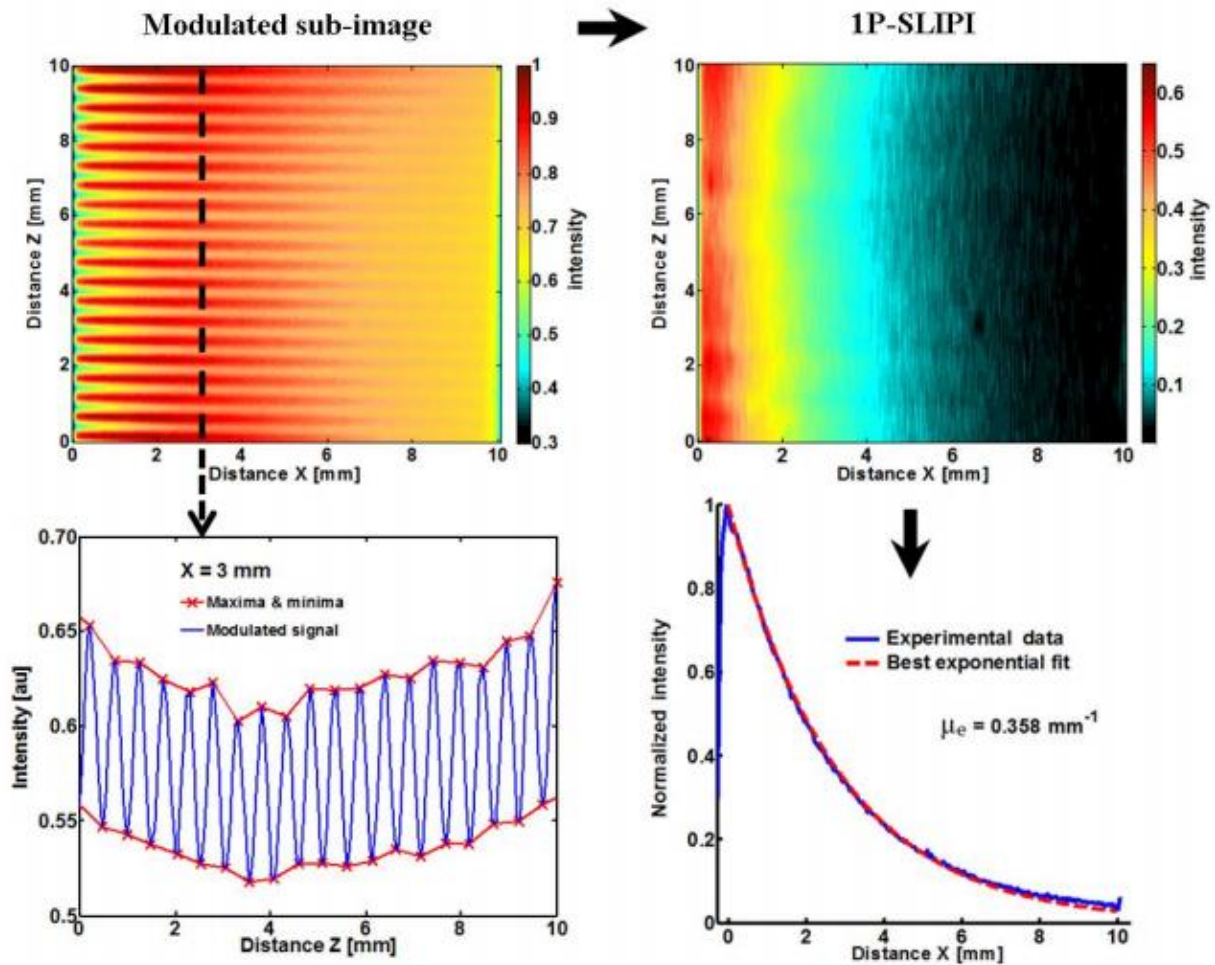 Modulated sub-image
1P-SLIPI
10
8
6
4
2
0
Distance Z [mm]
0 2 4 6 8 10
Distance X [mm]
1
0.9
0.8
0.7
0.6
0.5
0.4
0.3
intensity
10
8
6
4
2
0
Distance Z [mm]
0 2 4 6 8 10
Distance X [mm]
0.6
0.5
0.4
0.3
0.2
0.1
intensity
0.70
0.65
0.6
0.55
0.5
Intensity [au]
X = 3 mm
Maxima & minima
Modulated signal
0 2 4 6 8 10
Distance Z [mm]
1
0.8
0.6
0.4
0.2
0
Normalized intensity
Experimental data
Best exponential fit
μe = 0.358 mm-1
0 2 4 6 8 10
Distance X [mm]